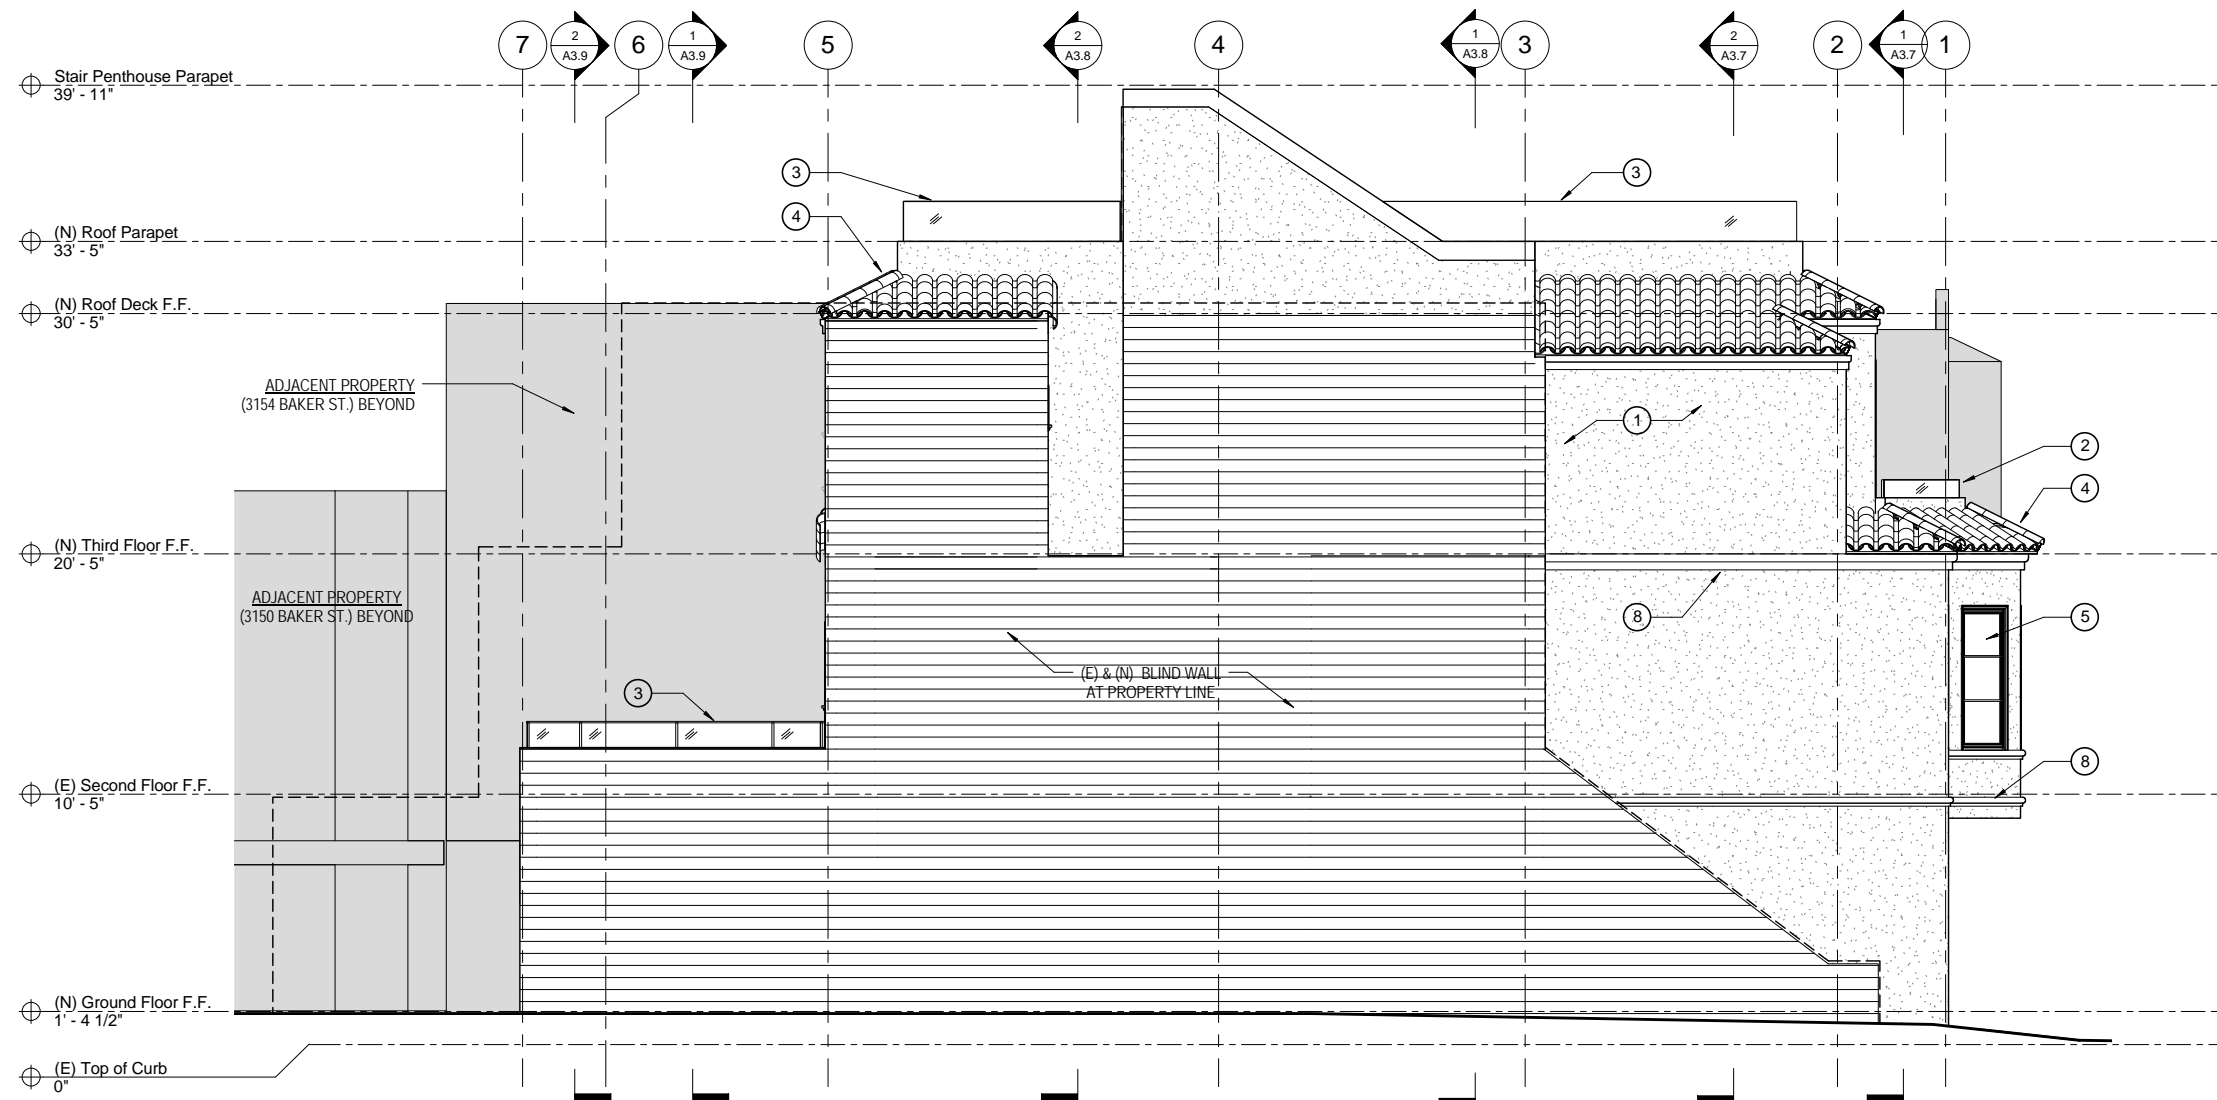 7
2
A3.9
6
1
A3.9
5
2
A3.8
4
1
A3.8
3
2
A3.7
2
1
A3.7
1
Stair Penthouse Parapet
39' - 11"
3
3
4
(N) Roof Parapet
33' - 5"
(N) Roof Deck F.F.
30' - 5"
ADJACENT PROPERTY
(3154 BAKER ST.) BEYOND
1
2
4
(N) Third Floor F.F.
20' - 5"
ADJACENT PROPERTY
(3150 BAKER ST.) BEYOND
8
5
(E) & (N) BLIND WALL
AT PROPERTY LINE
3
8
(E) Second Floor F.F.
10' - 5"
(N) Ground Floor F.F.
1' - 4 1/2"
(E) Top of Curb
0"